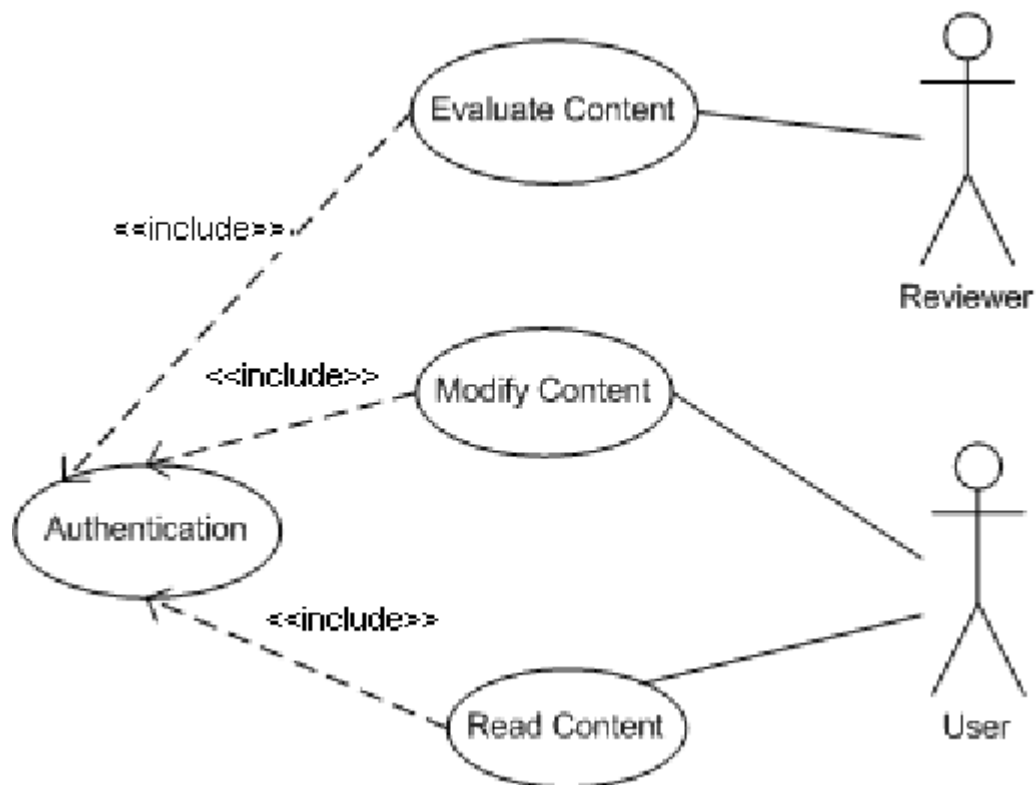 Evaluate Content
<<include>>
Reviewer
<<include>>
Modify Content
Authentication
<<include>>
Read Content
User